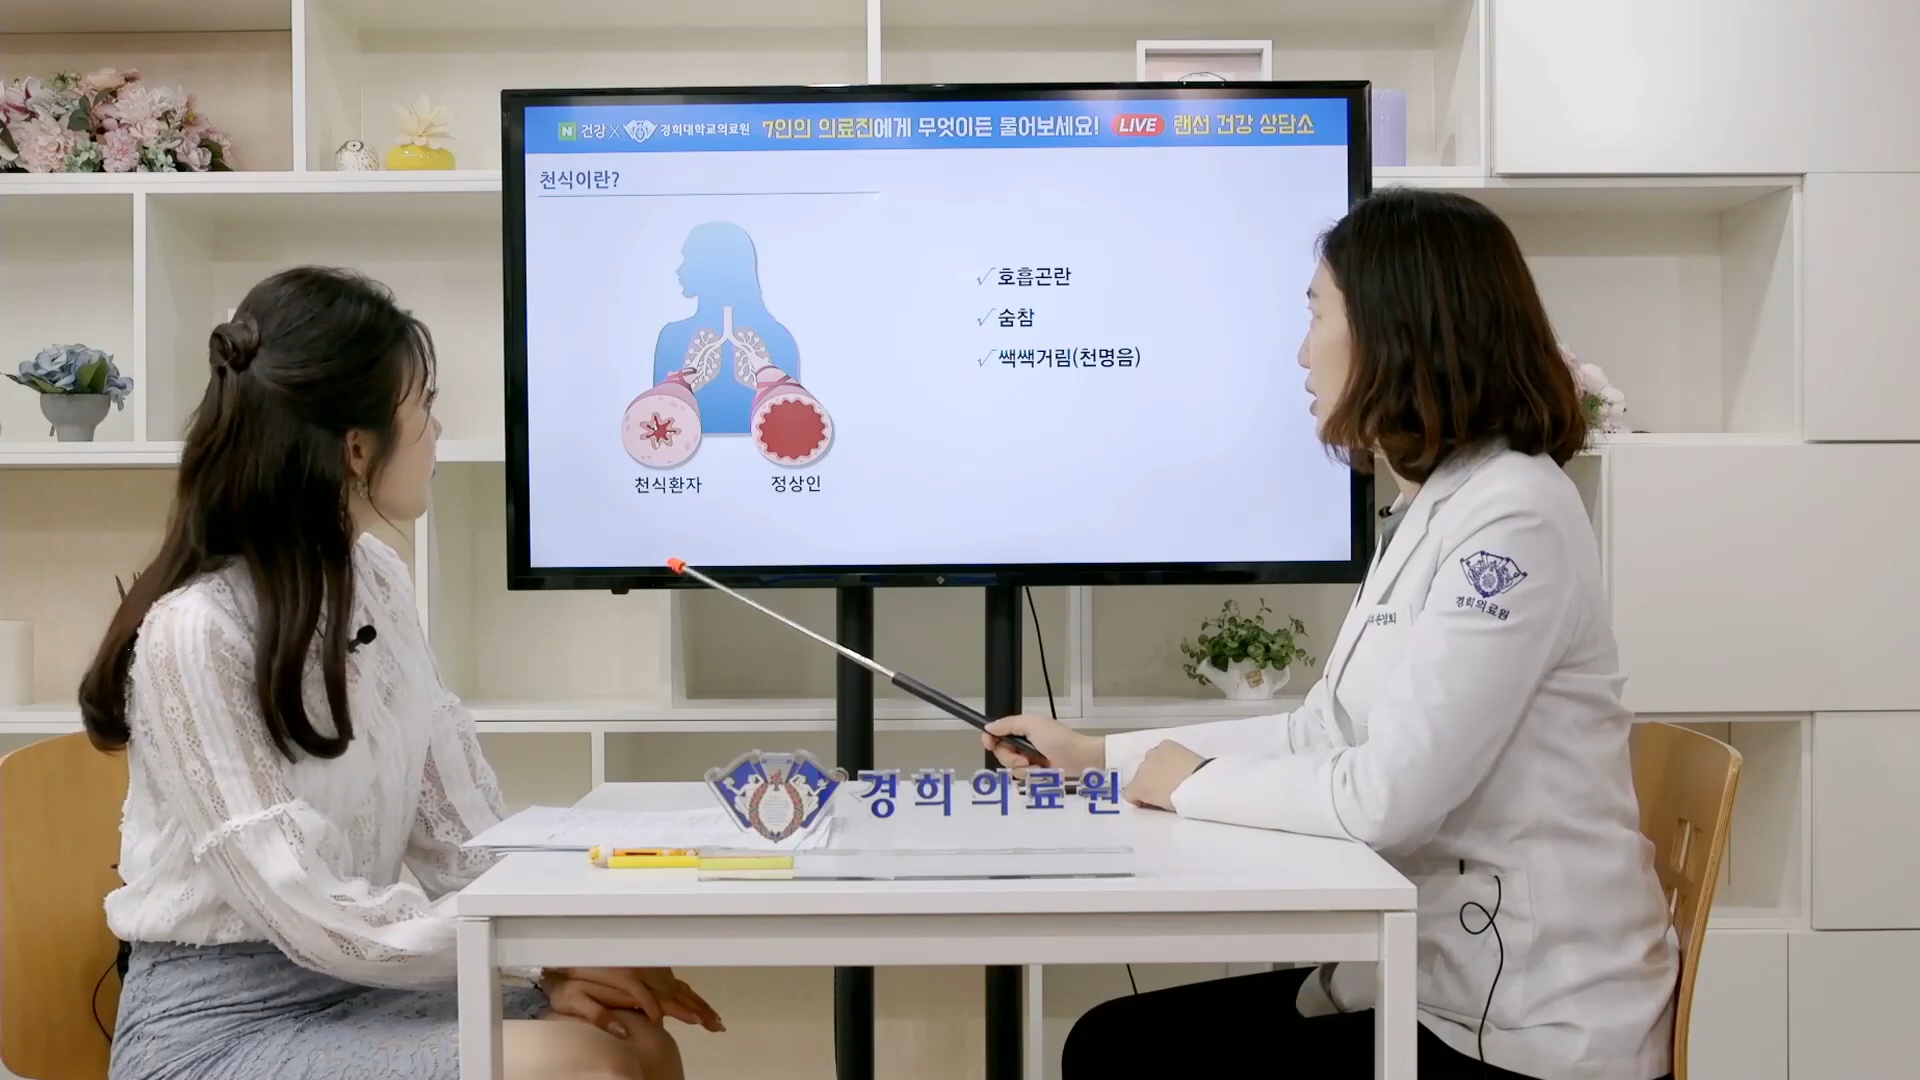 N 건강 X 경희대학교의료원 7인의 의료진에게 무엇이든 물어보세요! LIVE 랜선 건강 상담소
천식이란?
✓호흡곤란
✓숨참
✓쌕쌕거림(천명음)
천식환자 정상인
경희의료원
경희의료원